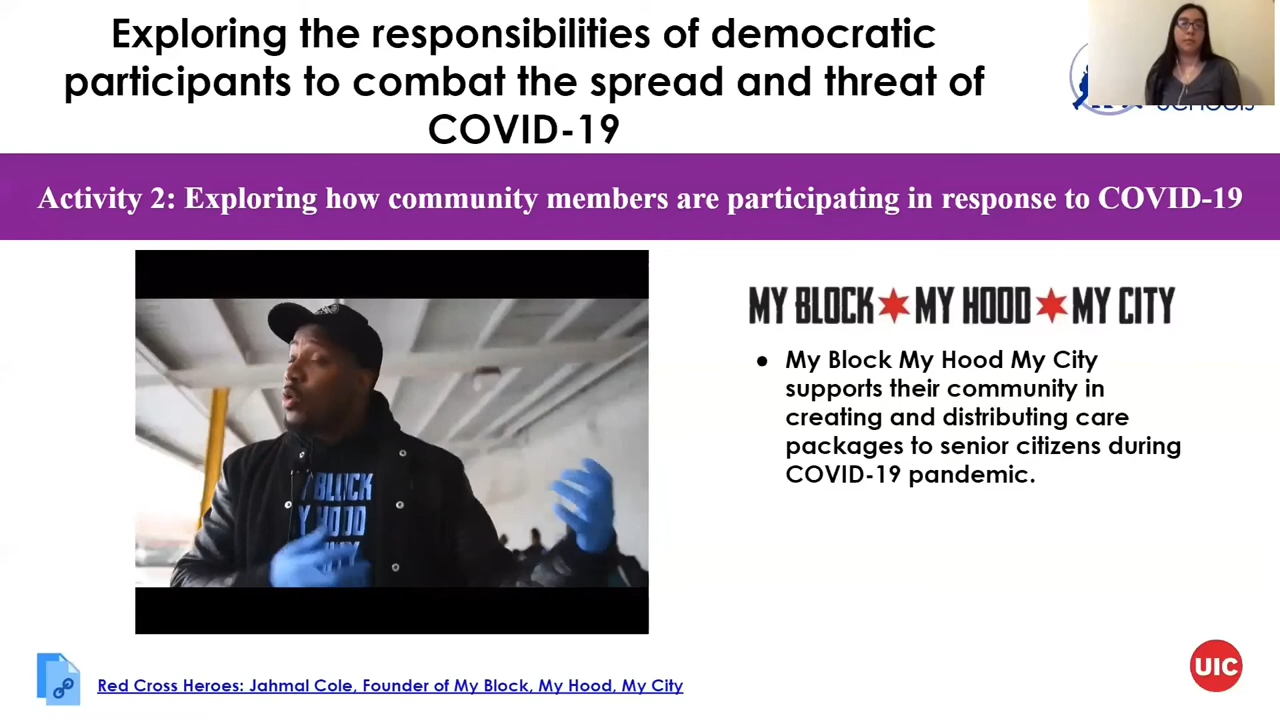 Exploring the responsibilities of democratic
participants to combat the spread and threat of
COVID-19
Activity 2: Exploring how community members are participating in response to COVID-19
MY BLOCK MY HOOD MY CITY
● My Block My Hood My City
supports their community in
creating and distributing care
packages to senior citizens during
COVID-19 pandemic.
BLOCK
HOOD
UIC
Red Cross Heroes: Jahmal Cole, Founder of My Block, My Hood, My City